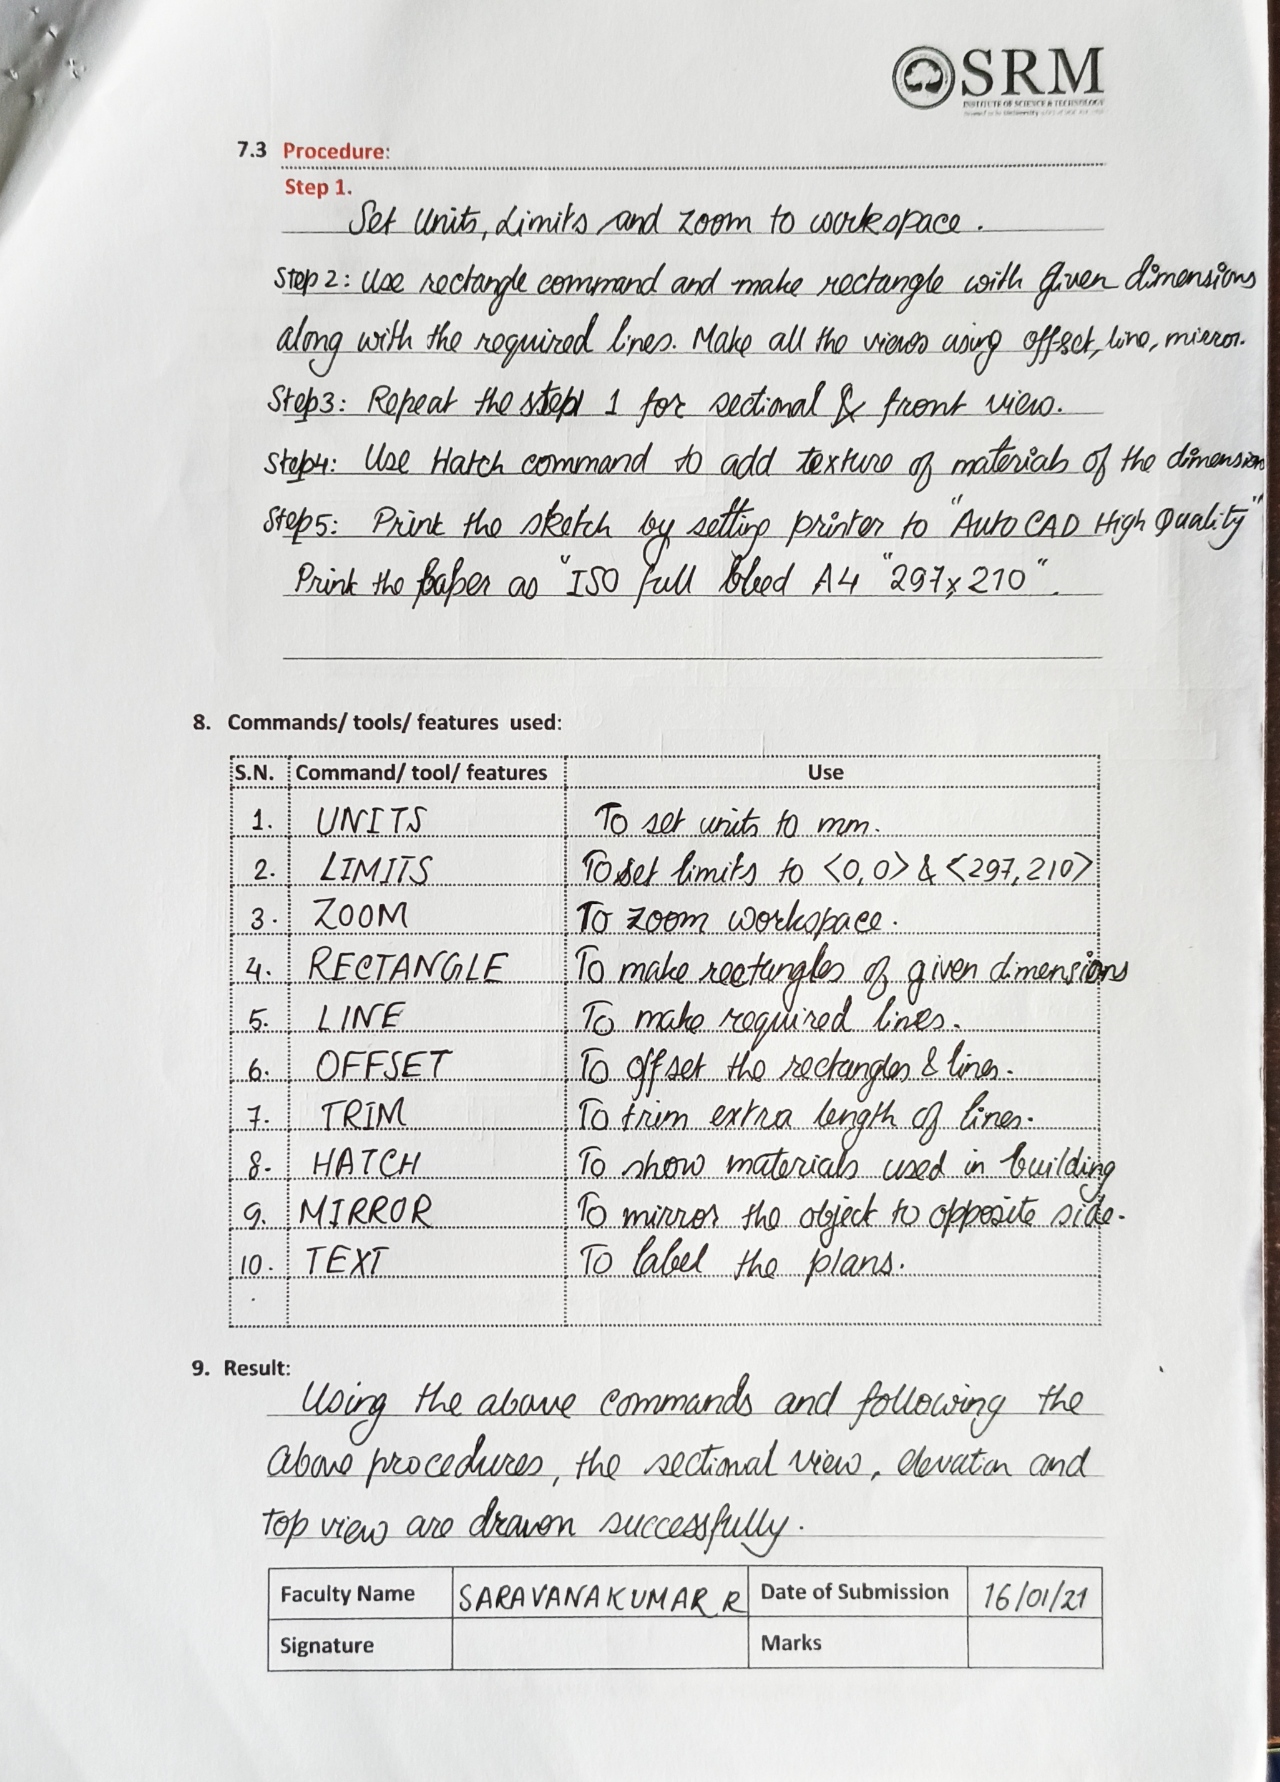 SRM
INSTITUTE OF SCIENCE & TECHNOLOGY
7.3 Procedure:
Step 1.
Set Units, Limits and zoom to workspace.
Step 2: Use rectangle command and make rectangle with given dimensions
along with the required lines. Make all the views using offset, line, mirror.
Step3: Repeat the step 1 for sectional & front view.
Step4: Use Hatch command to add texture of materials of the dimension
Step5: Print the sketch by setting printer to "AutoCAD High Quality"
Print the paper as "ISO full bleed A4 "297x210".
8. Commands/ tools/ features used:
S.N. Command/ tool/ features Use
1. UNITS To set units to mm.
2. LIMITS To set limits to <0,0> & <297,210>
3. ZOOM To zoom workspace.
4. RECTANGLE To make rectangles of given dimensions
5. LINE To make required lines.
6. OFFSET To offset the rectangles & lines.
7. TRIM To trim extra length of lines.
8. HATCH To show materials used in building
9. MIRROR To mirror the object to opposite side.
10. TEXT To label the plans.
9. Result:
Using the above commands and following the
above procedures, the sectional view, elevation and
top view are drawn successfully.
Faculty Name SARAVANAKUMAR R Date of Submission 16/01/21
Signature Marks